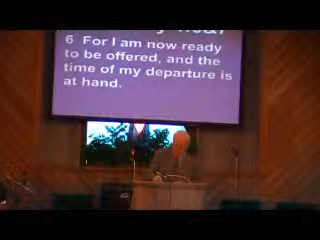 6 For I am now ready
to be offered, and the
time of my departure is
at hand.